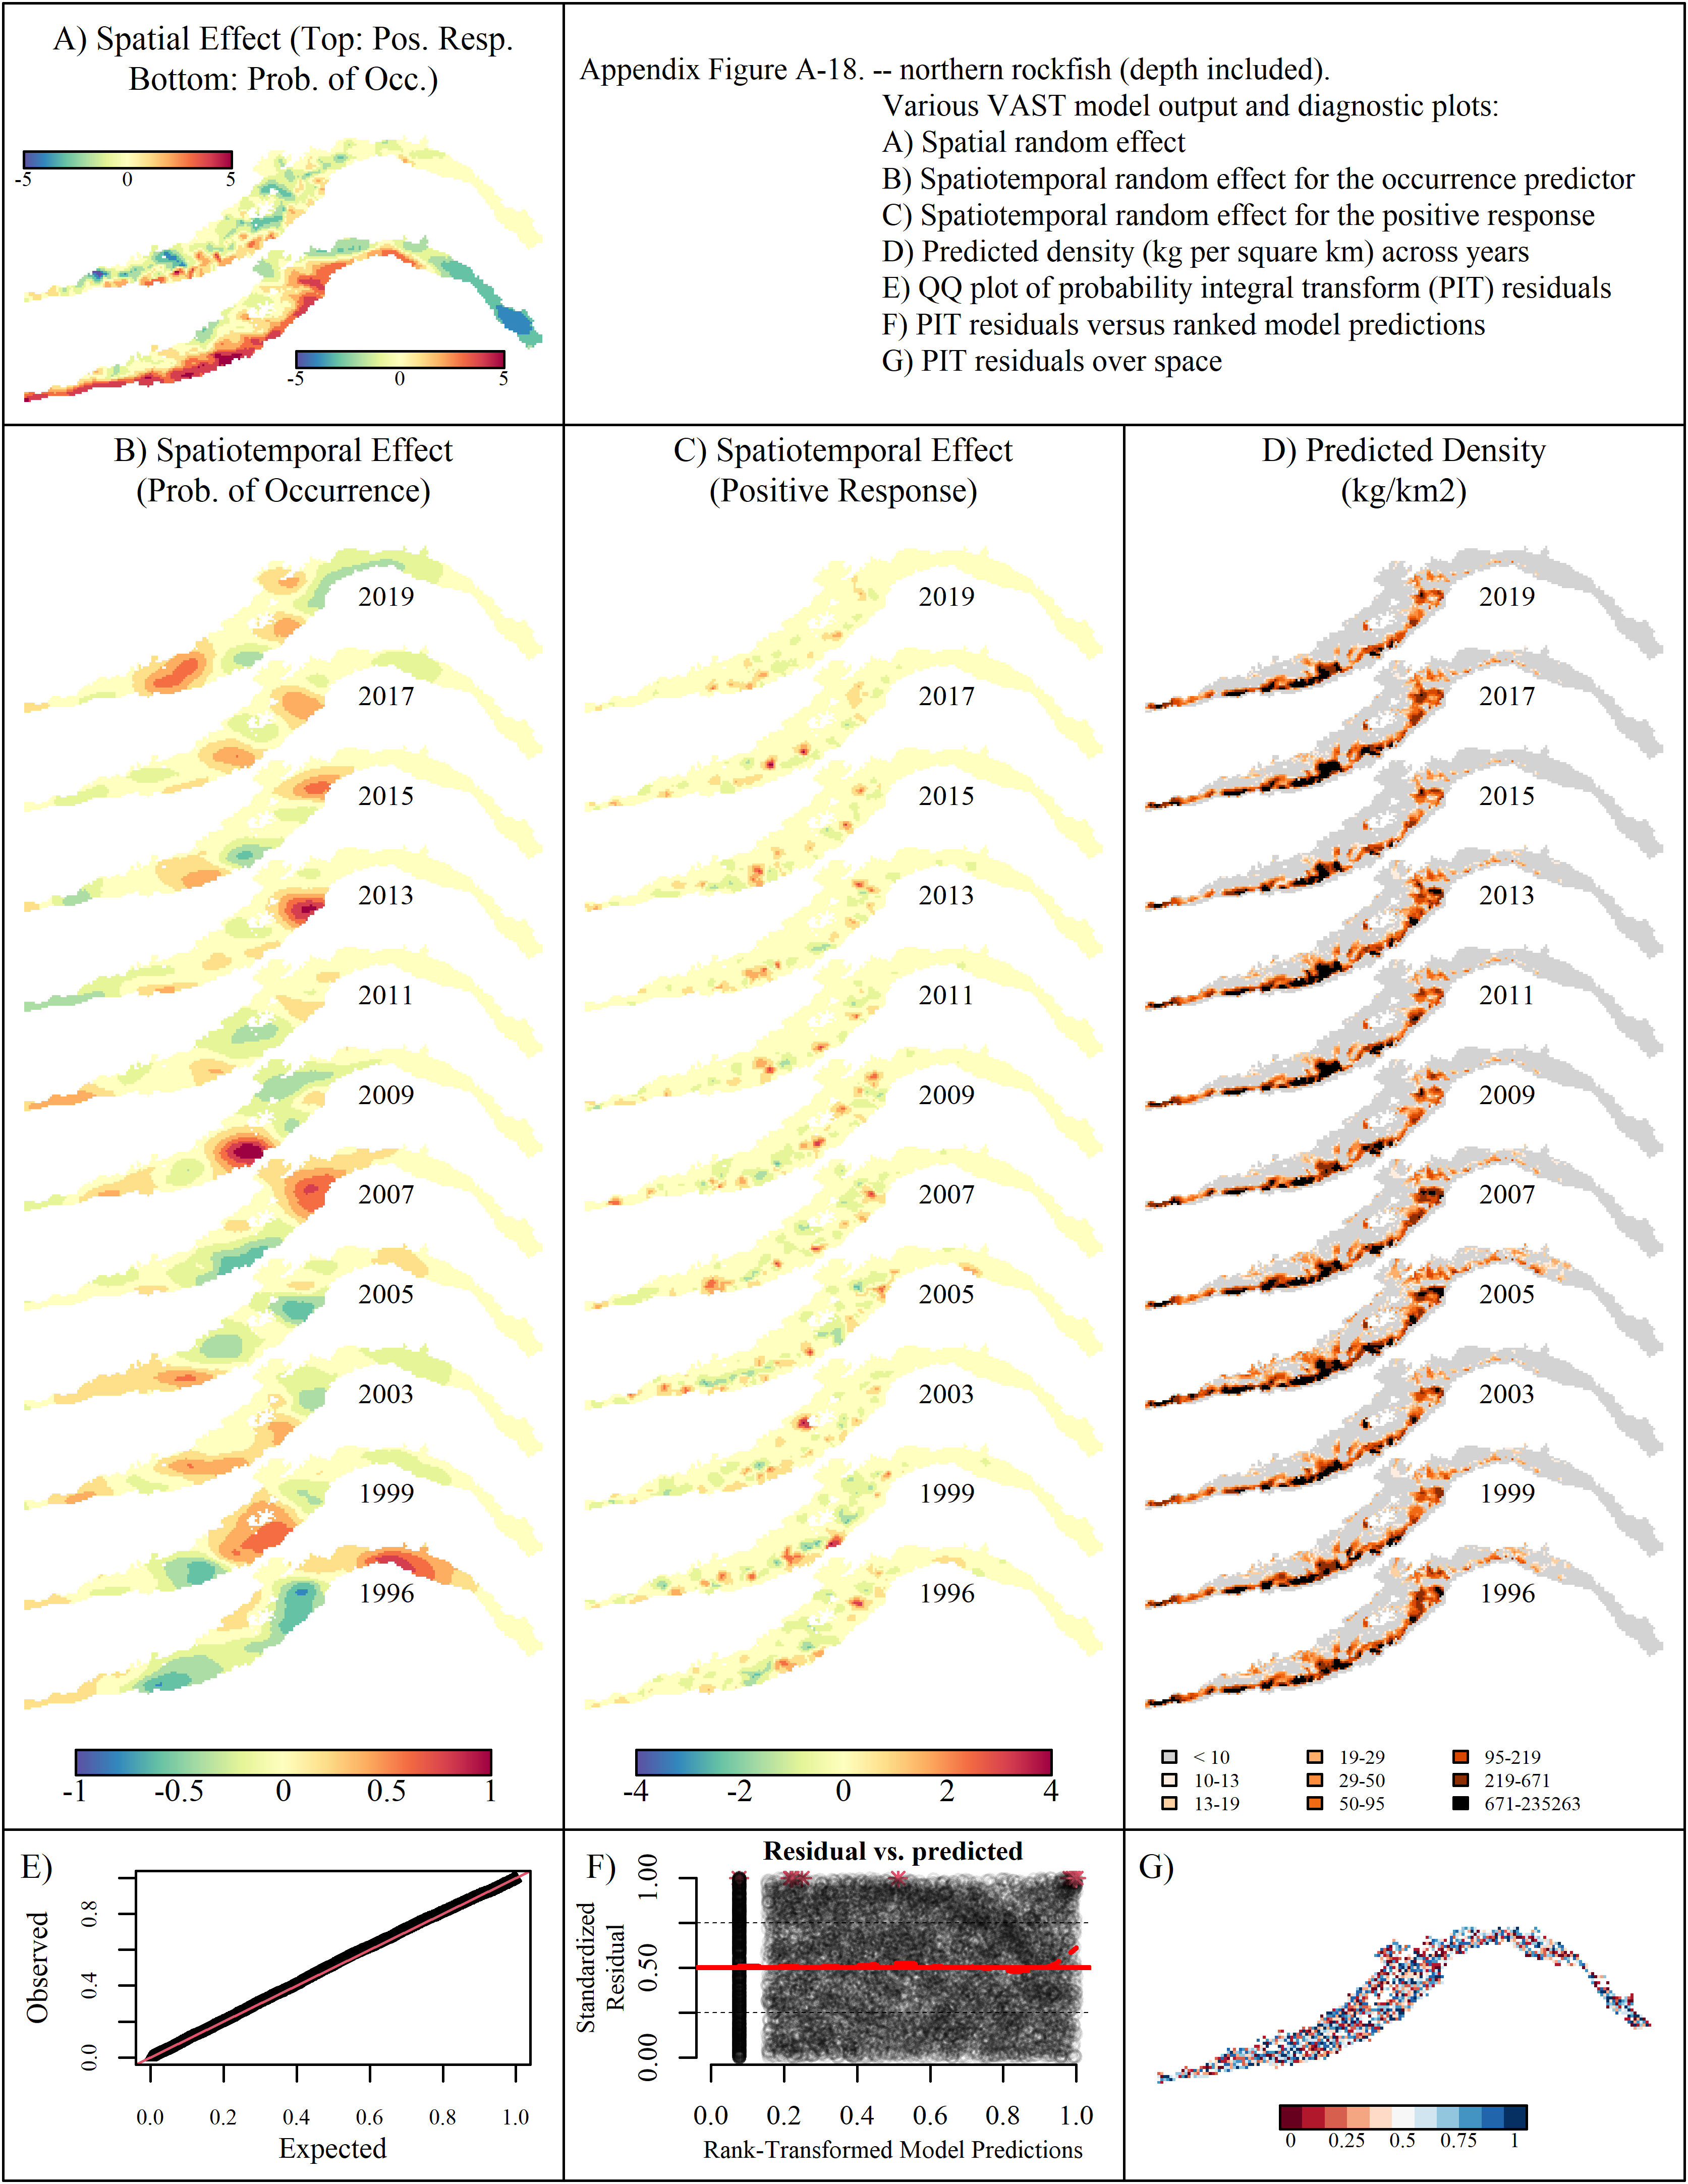 A) Spatial Effect (Top: Pos. Resp.
Bottom: Prob. of Occ.)
-5 0 5
-5 0 5
Appendix Figure A-18. -- northern rockfish (depth included).
Various VAST model output and diagnostic plots:
A) Spatial random effect
B) Spatiotemporal random effect for the occurrence predictor
C) Spatiotemporal random effect for the positive response
D) Predicted density (kg per square km) across years
E) QQ plot of probability integral transform (PIT) residuals
F) PIT residuals versus ranked model predictions
G) PIT residuals over space
B) Spatiotemporal Effect
(Prob. of Occurrence)
2019
2017
2015
2013
2011
2009
2007
2005
2003
1999
1996
-1 -0.5 0 0.5 1
C) Spatiotemporal Effect
(Positive Response)
2019
2017
2015
2013
2011
2009
2007
2005
2003
1999
1996
-4 -2 0 2 4
D) Predicted Density
(kg/km2)
2019
2017
2015
2013
2011
2009
2007
2005
2003
1999
1996
< 10 19-29 95-219
10-13 29-50 219-671
13-19 50-95 671-235263
E)
Observed
0.0 0.4 0.8
0.0 0.2 0.4 0.6 0.8 1.0
Expected
F)
Residual vs. predicted
Standardized
Residual
0.00 0.50 1.00
0.0 0.2 0.4 0.6 0.8 1.0
Rank-Transformed Model Predictions
G)
0 0.25 0.5 0.75 1